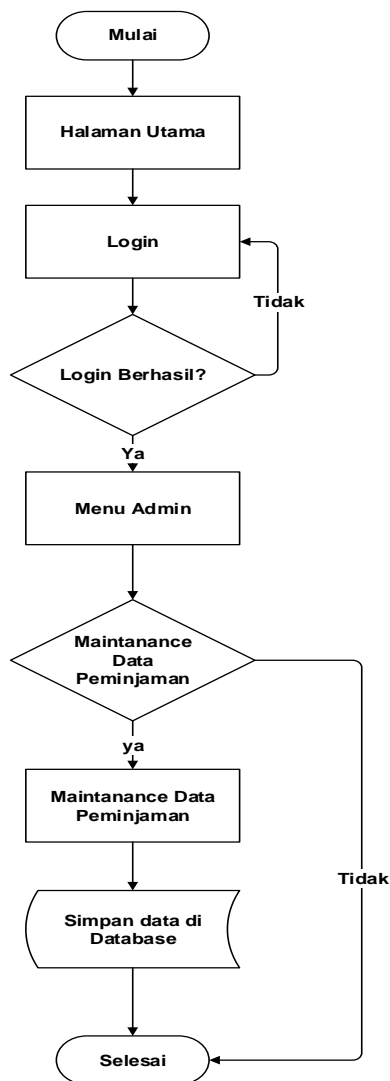 Mulai
Halaman Utama
Login
Tidak
Login Berhasil?
Ya
Menu Admin
Maintanance
Data
Peminjaman
ya
Maintanance Data
Peminjaman
Tidak
Simpan data di
Database
Selesai